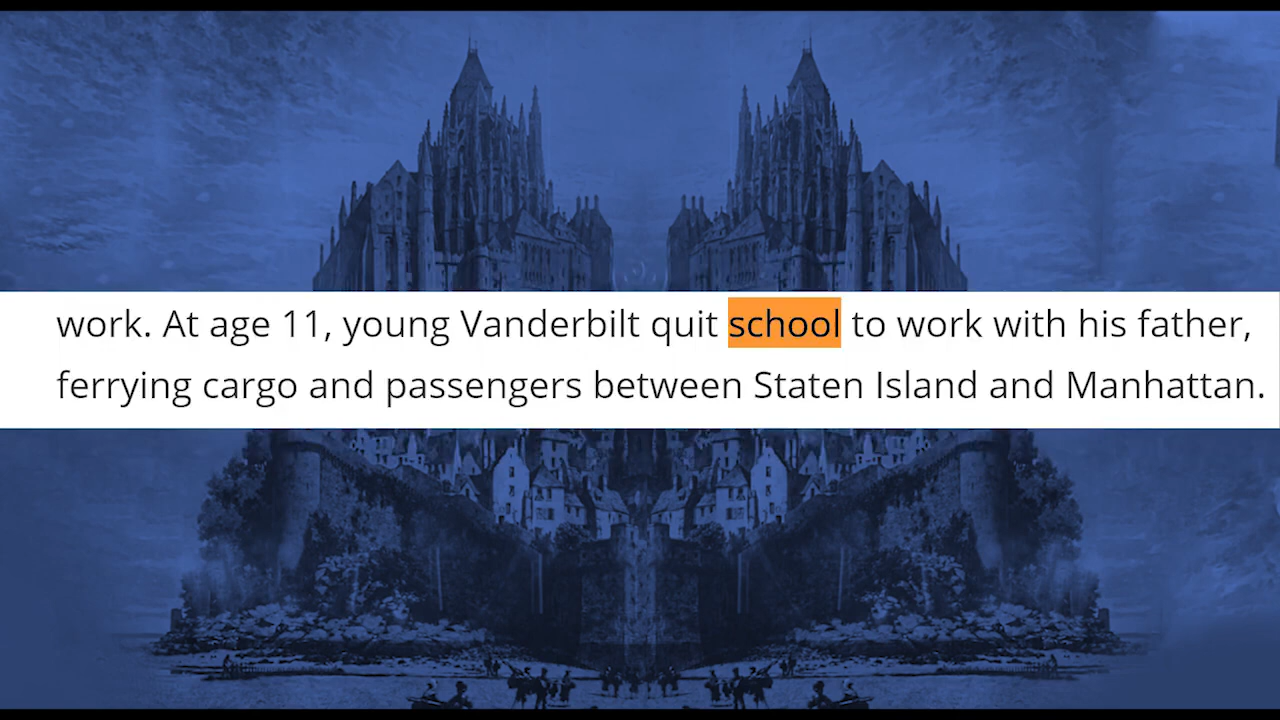 work. At age 11, young Vanderbilt quit school to work with his father,
ferrying cargo and passengers between Staten Island and Manhattan.